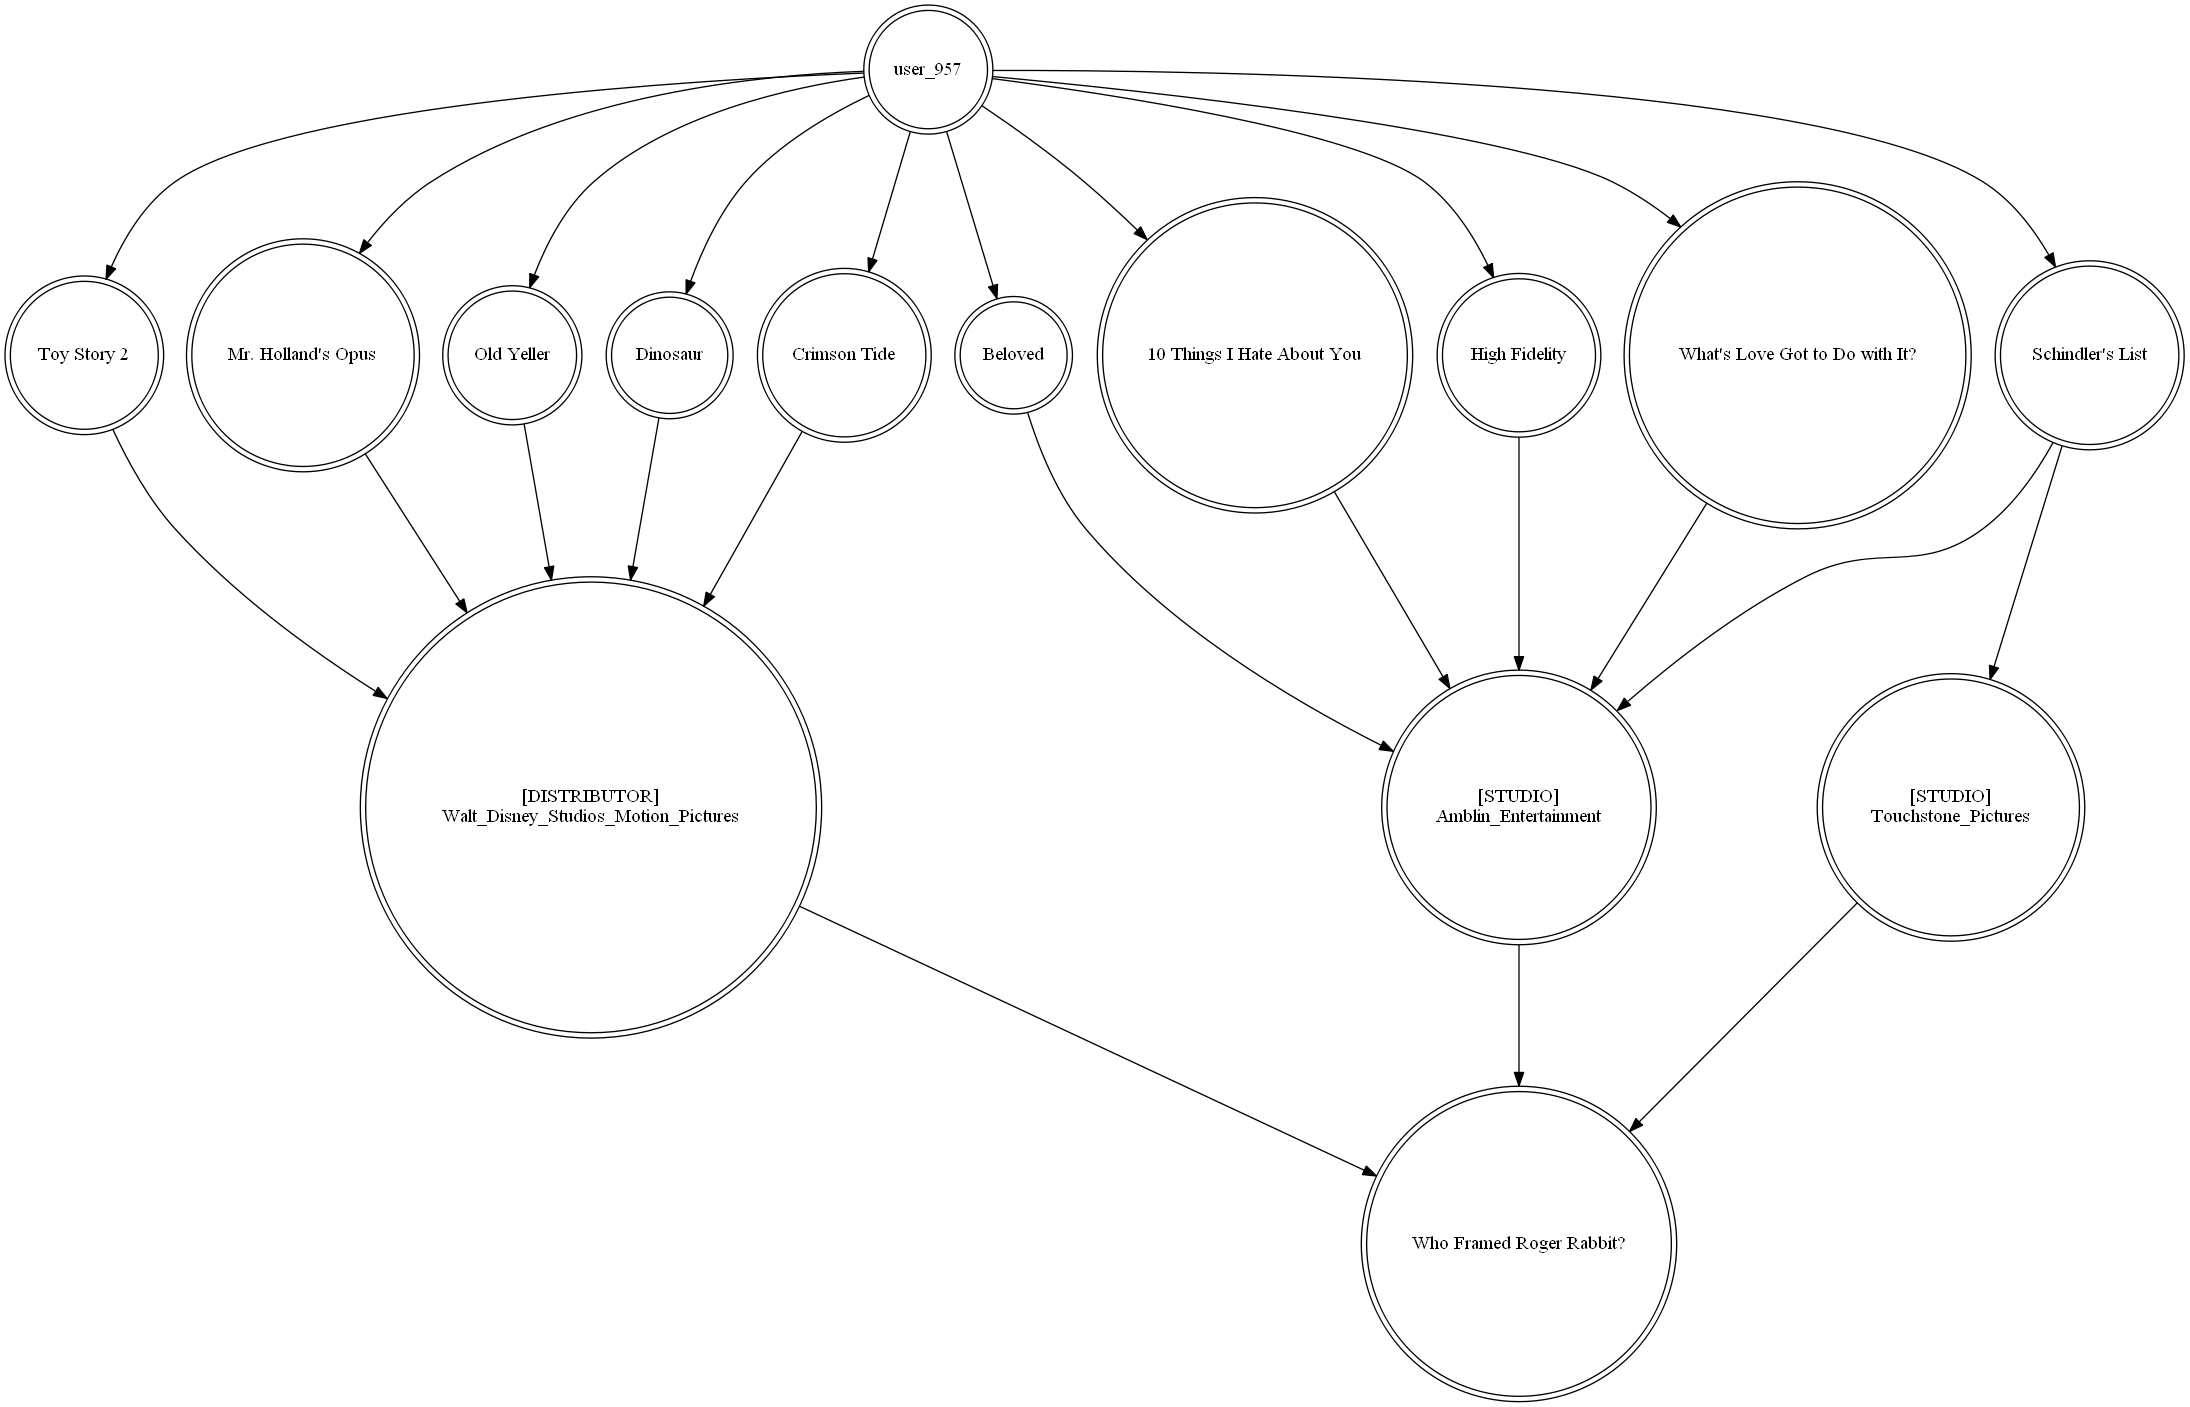 user_957
Toy Story 2
Mr. Holland's Opus
Old Yeller
Dinosaur
Crimson Tide
Beloved
10 Things I Hate About You
High Fidelity
What's Love Got to Do with It?
Schindler's List
[DISTRIBUTOR]
Walt_Disney_Studios_Motion_Pictures
[STUDIO]
Amblin_Entertainment
[STUDIO]
Touchstone_Pictures
Who Framed Roger Rabbit?